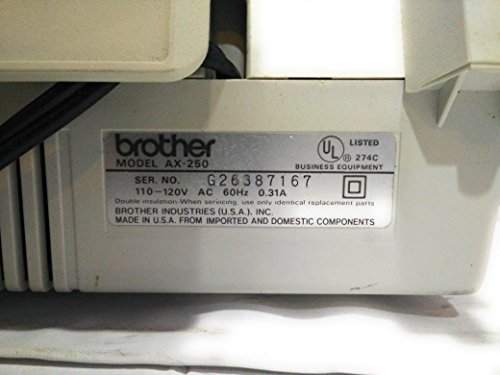 brother
MODEL AX-250
UL ® LISTED
274C
BUSINESS EQUIPMENT
SER. NO. G26387167
110-120V AC 60Hz 0.31A
Double insulation-When servicing, use only identical replacement parts
BROTHER INDUSTRIES (U.S.A.), INC.
MADE IN U.S.A. FROM IMPORTED AND DOMESTIC COMPONENTS